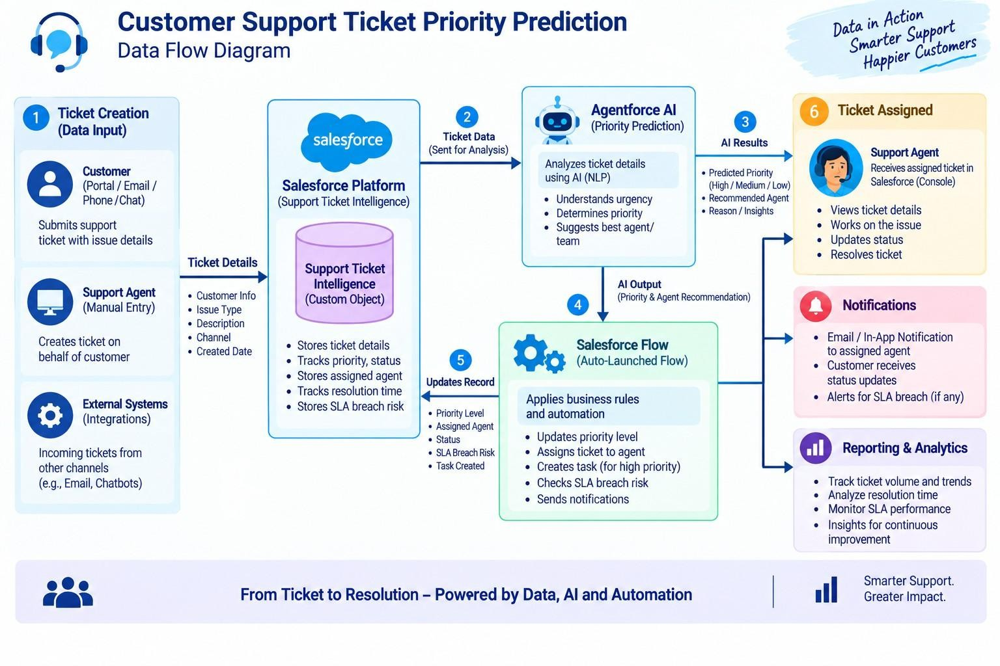 Customer Support Ticket Priority Prediction
Data Flow Diagram
Data in Action
Smarter Support
Happier Customers
1
Ticket Creation
(Data Input)
Customer
(Portal / Email /
Phone / Chat)
Submits support
ticket with issue details
Support Agent
(Manual Entry)
Creates ticket on
behalf of customer
External Systems
(Integrations)
Incoming tickets from
other channels
(e.g., Email, Chatbots)
Ticket Details
• Customer Info
• Issue Type
• Description
• Channel
• Created Date
salesforce
Salesforce Platform
(Support Ticket Intelligence)
Support Ticket
Intelligence
(Custom Object)
• Stores ticket details
• Tracks priority, status
• Stores assigned agent
• Tracks resolution time
• Stores SLA breach risk
2
Ticket Data
(Sent for Analysis)
Agentforce AI
(Priority Prediction)
Analyzes ticket details
using AI (NLP)
• Understands urgency
• Determines priority
• Suggests best agent/
team
3
AI Results
• Predicted Priority
(High / Medium / Low)
• Recommended Agent
• Reason / Insights
4
AI Output
(Priority & Agent Recommendation)
Salesforce Flow
(Auto-Launched Flow)
Applies business rules
and automation
• Updates priority level
• Assigns ticket to agent
• Creates task (for high priority)
• Checks SLA breach risk
• Sends notifications
5
Updates Record
• Priority Level
• Assigned Agent
• Status
• SLA Breach Risk
• Task Created
6
Ticket Assigned
Support Agent
Receives assigned ticket in
Salesforce (Console)
• Views ticket details
• Works on the issue
• Updates status
• Resolves ticket
Notifications
• Email / In-App Notification
to assigned agent
• Customer receives
status updates
• Alerts for SLA breach (if any)
Reporting & Analytics
• Track ticket volume and trends
• Analyze resolution time
• Monitor SLA performance
• Insights for continuous
improvement
From Ticket to Resolution – Powered by Data, AI and Automation
Smarter Support.
Greater Impact.